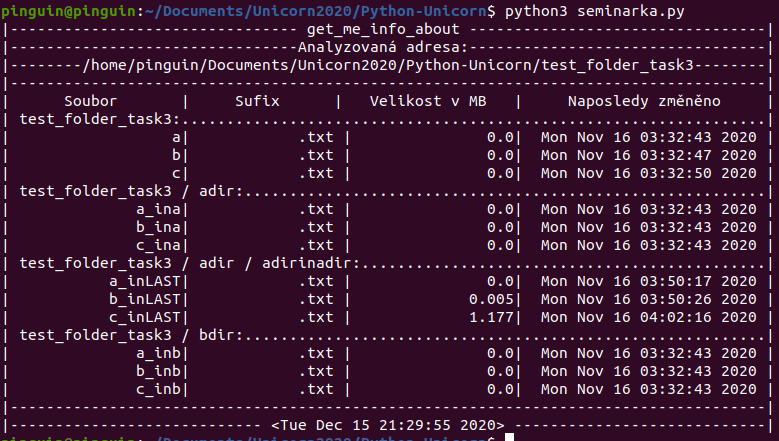 pinguin@pinguin:~/Documents/Unicorn2020/Python-Unicorn$ python3 seminarka.py
|----------------------------- get_me_info_about -------------------------------|
|-----------------------------Analyzovaná adresa:-------------------------------|
|--------/home/pinguin/Documents/Unicorn2020/Python-Unicorn/test_folder_task3--------|
|------------------------------------------------------------------------------|
| Soubor | Sufix | Velikost v MB | Naposledy změněno |
| test_folder_task3:............................................................|
| a| .txt | 0.0| Mon Nov 16 03:32:43 2020 |
| b| .txt | 0.0| Mon Nov 16 03:32:47 2020 |
| c| .txt | 0.0| Mon Nov 16 03:32:50 2020 |
| test_folder_task3 / adir:.....................................................|
| a_ina| .txt | 0.0| Mon Nov 16 03:32:43 2020 |
| b_ina| .txt | 0.0| Mon Nov 16 03:32:43 2020 |
| c_ina| .txt | 0.0| Mon Nov 16 03:32:43 2020 |
| test_folder_task3 / adir / adirinadir:.........................................|
| a_inLAST| .txt | 0.0| Mon Nov 16 03:50:17 2020 |
| b_inLAST| .txt | 0.005| Mon Nov 16 03:50:26 2020 |
| c_inLAST| .txt | 1.177| Mon Nov 16 04:02:16 2020 |
| test_folder_task3 / bdir:.....................................................|
| a_inb| .txt | 0.0| Mon Nov 16 03:32:43 2020 |
| b_inb| .txt | 0.0| Mon Nov 16 03:32:43 2020 |
| c_inb| .txt | 0.0| Mon Nov 16 03:32:43 2020 |
|------------------------------------------------------------------------------|
|-------------------------- <Tue Dec 15 21:29:55 2020> --------------------------|
pinguin@pinguin:~/Documents/Unicorn2020/Python-Unicorn$